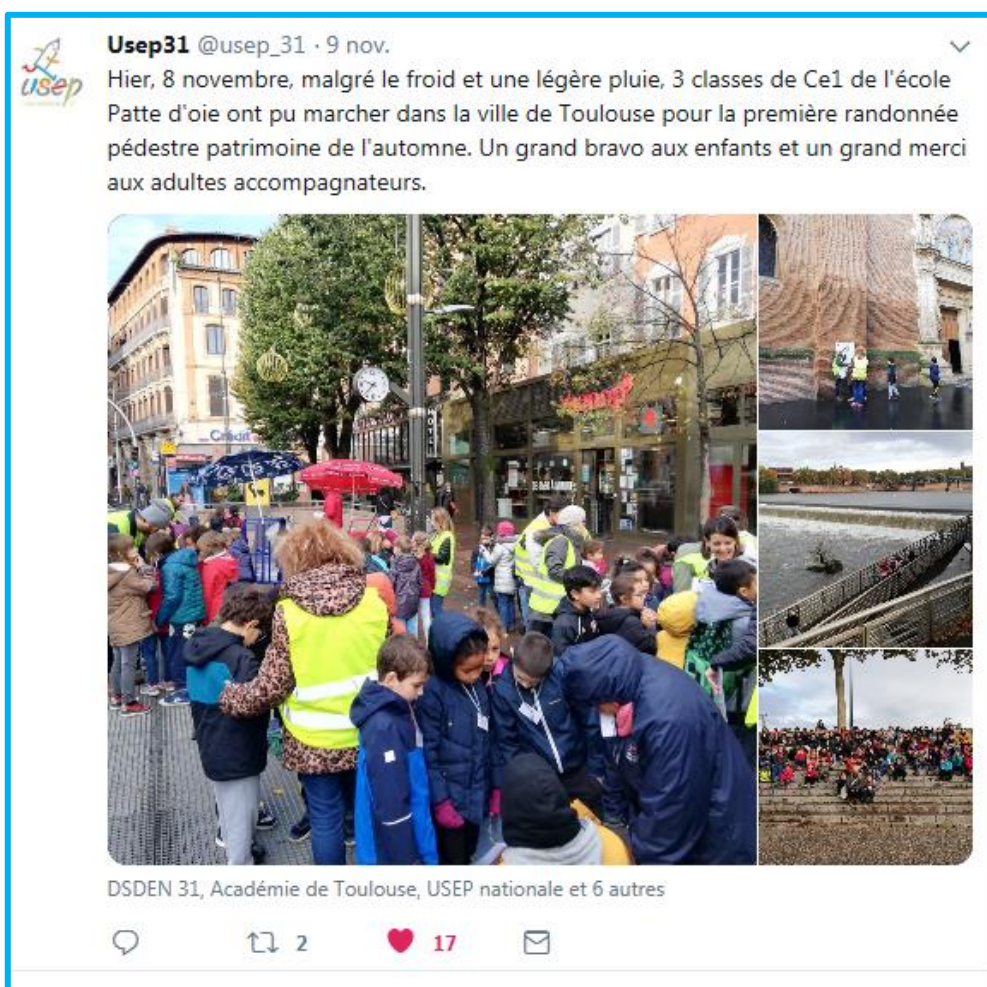 Usep31 @usep_31 · 9 nov.
usep
Hier, 8 novembre, malgré le froid et une légère pluie, 3 classes de Ce1 de l'école
Patte d'oie ont pu marcher dans la ville de Toulouse pour la première randonnée
pédestre patrimoine de l'automne. Un grand bravo aux enfants et un grand merci
aux adultes accompagnateurs.
HOTEL
DSDEN 31, Académie de Toulouse, USEP nationale et 6 autres
2
17